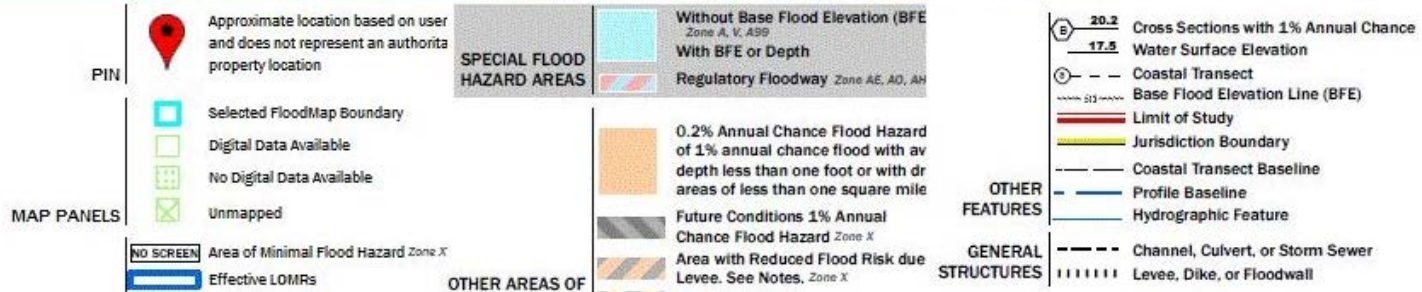 PIN
Approximate location based on user
and does not represent an authorita
property location
MAP PANELS
Selected FloodMap Boundary
Digital Data Available
No Digital Data Available
Unmapped
NO SCREEN Area of Minimal Flood Hazard Zone X
Effective LOMRs
SPECIAL FLOOD
HAZARD AREAS
Without Base Flood Elevation (BFE
Zone A, V, A99
With BFE or Depth
Regulatory Floodway Zone AE, AO, AH
OTHER AREAS OF
0.2% Annual Chance Flood Hazard
of 1% annual chance flood with av
depth less than one foot or with dr
areas of less than one square mile
Future Conditions 1% Annual
Chance Flood Hazard Zone X
Area with Reduced Flood Risk due
Levee. See Notes. Zone X
OTHER
FEATURES
B 20.2 Cross Sections with 1% Annual Chance
17.5 Water Surface Elevation
8 Coastal Transect
513 Base Flood Elevation Line (BFE)
Limit of Study
Jurisdiction Boundary
Coastal Transect Baseline
Profile Baseline
Hydrographic Feature
GENERAL
STRUCTURES
Channel, Culvert, or Storm Sewer
Levee, Dike, or Floodwall